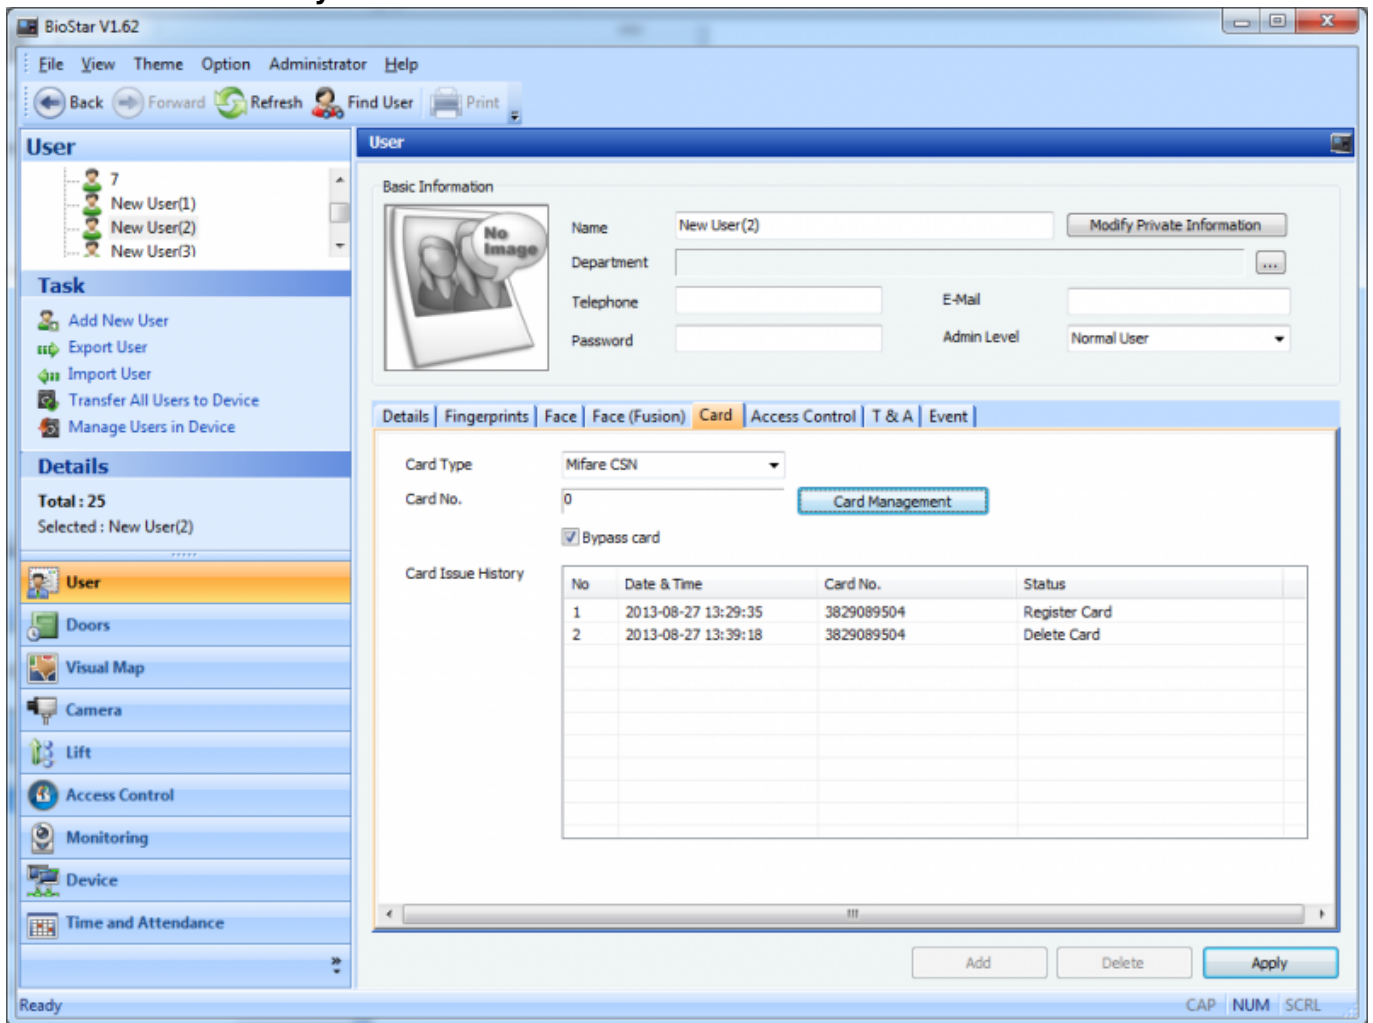 BioStar V1.62
File View Theme Option Administrator Help
Back Forward Refresh Find User Print
User
7
New User(1)
New User(2)
New User(3)
Task
Add New User
Export User
Import User
Transfer All Users to Device
Manage Users in Device
Details
Total : 25
Selected : New User(2)
User
Doors
Visual Map
Camera
Lift
Access Control
Monitoring
Device
Time and Attendance
User
Basic Information
No Image
Name New User(2) Modify Private Information
Department ...
Telephone E-Mail
Password Admin Level Normal User
Details Fingerprints Face Face (Fusion) Card Access Control T & A Event
Card Type Mifare CSN
Card No. 0 Card Management
Bypass card
Card Issue History
No Date & Time Card No. Status
1 2013-08-27 13:29:35 3829089504 Register Card
2 2013-08-27 13:39:18 3829089504 Delete Card
Add Delete Apply
Ready CAP NUM SCRL